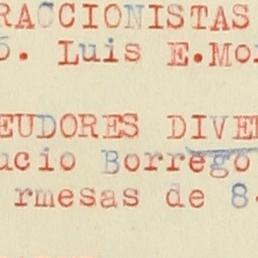 RACCIONISTAS
5. Luis E.Mo
EUDORES DIVE
ucio Borrego
rmesas de 8